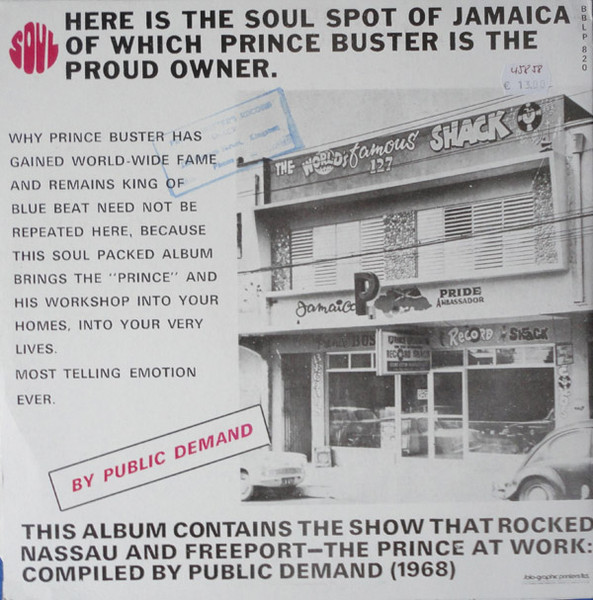 SOUL
HERE IS THE SOUL SPOT OF JAMAICA
OF WHICH PRINCE BUSTER IS THE
PROUD OWNER.
BBLP 820
€ 13.00
WHY PRINCE BUSTER HAS
GAINED WORLD-WIDE FAME
AND REMAINS KING OF
BLUE BEAT NEED NOT BE
REPEATED HERE, BECAUSE
THIS SOUL PACKED ALBUM
BRINGS THE "PRINCE" AND
HIS WORKSHOP INTO YOUR
HOMES, INTO YOUR VERY
LIVES.
MOST TELLING EMOTION
EVER.
THE WORLD'S famous SHACK
127
Jamaica P PRIDE
AMBASSADOR
RECORD SHACK
RECORD SHACK
BY PUBLIC DEMAND
THIS ALBUM CONTAINS THE SHOW THAT ROCKED
NASSAU AND FREEPORT—THE PRINCE AT WORK:
COMPILED BY PUBLIC DEMAND (1968)